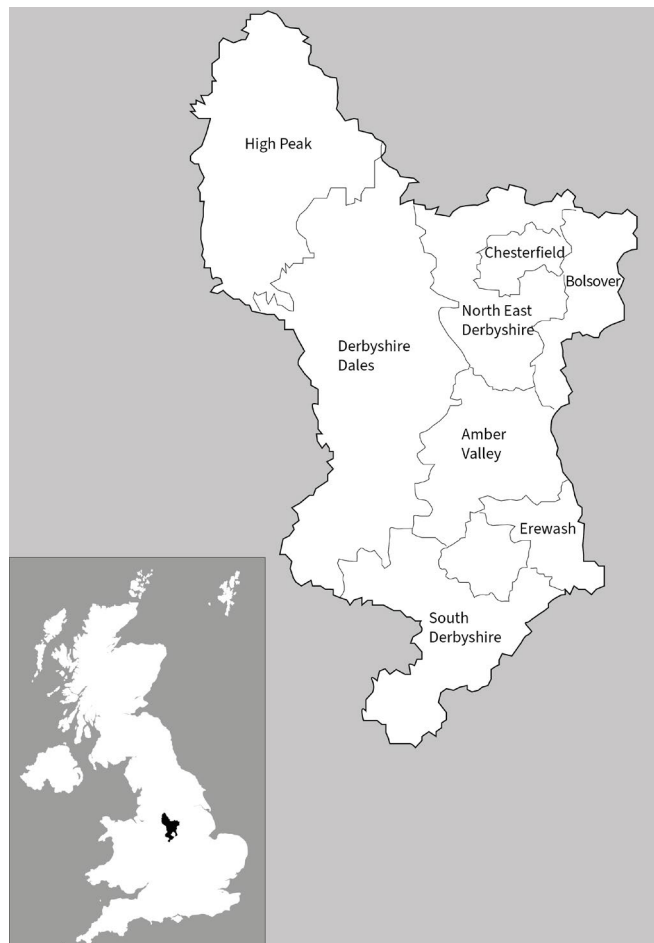 High Peak
Chesterfield
Bolsover
North East
Derbyshire
Derbyshire
Dales
Amber
Valley
Erewash
South
Derbyshire